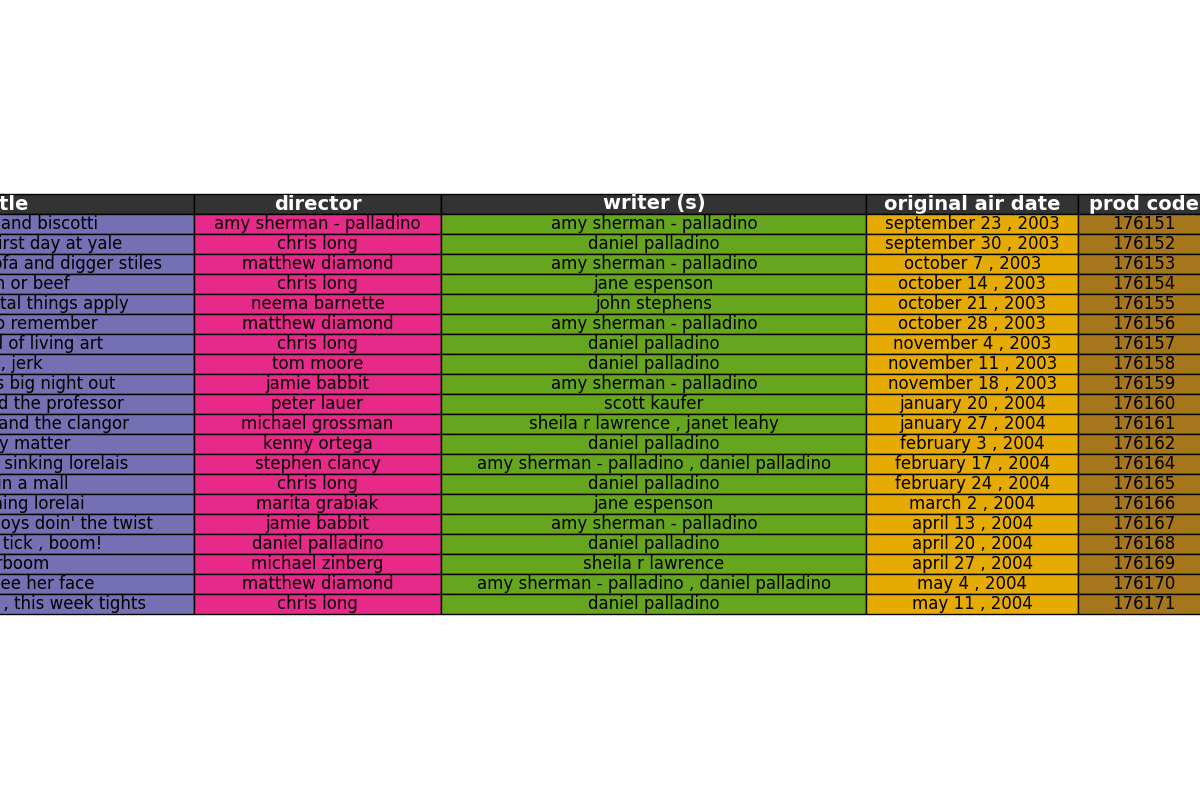 director writer (s) original air date prod code
and biscotti amy sherman - palladino amy sherman - palladino september 23 , 2003 176151
day at yale chris long daniel palladino september 30 , 2003 176152
and digger stiles matthew diamond amy sherman - palladino october 7 , 2003 176153
or beef chris long jane espenson october 14 , 2003 176154
things apply neema barnette john stephens october 21 , 2003 176155
remember matthew diamond amy sherman - palladino october 28 , 2003 176156
of living art chris long daniel palladino november 4 , 2003 176157
, jerk tom moore daniel palladino november 11 , 2003 176158
big night out jamie babbit amy sherman - palladino november 18 , 2003 176159
the professor peter lauer scott kaufer january 20 , 2004 176160
and the clangor michael grossman sheila r lawrence , janet leahy january 27 , 2004 176161
matter kenny ortega daniel palladino february 3 , 2004 176162
sinking lorelais stephen clancy amy sherman - palladino , daniel palladino february 17 , 2004 176164
in a mall chris long daniel palladino february 24 , 2004 176165
lorelai marita grabiak jane espenson march 2 , 2004 176166
doin' the twist jamie babbit amy sherman - palladino april 13 , 2004 176167
tick , boom! daniel palladino daniel palladino april 20 , 2004 176168
michael zinberg sheila r lawrence april 27 , 2004 176169
her face matthew diamond amy sherman - palladino , daniel palladino may 4 , 2004 176170
, this week tights chris long daniel palladino may 11 , 2004 176171